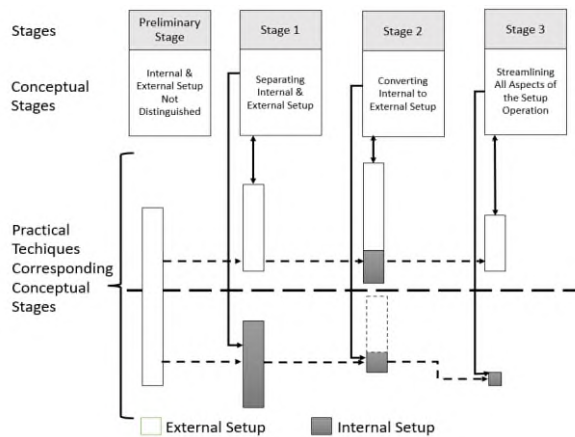 Stages
Preliminary
Stage
Stage 1
Stage 2
Stage 3
Conceptual
Stages
Internal &
External Setup
Not
Distinguished
Separating
Internal &
External Setup
Converting
Internal to
External Setup
Streamlining
All Aspects of
the Setup
Operation
Practical
Techiques
Corresponding
Conceptual
Stages
External Setup
Internal Setup